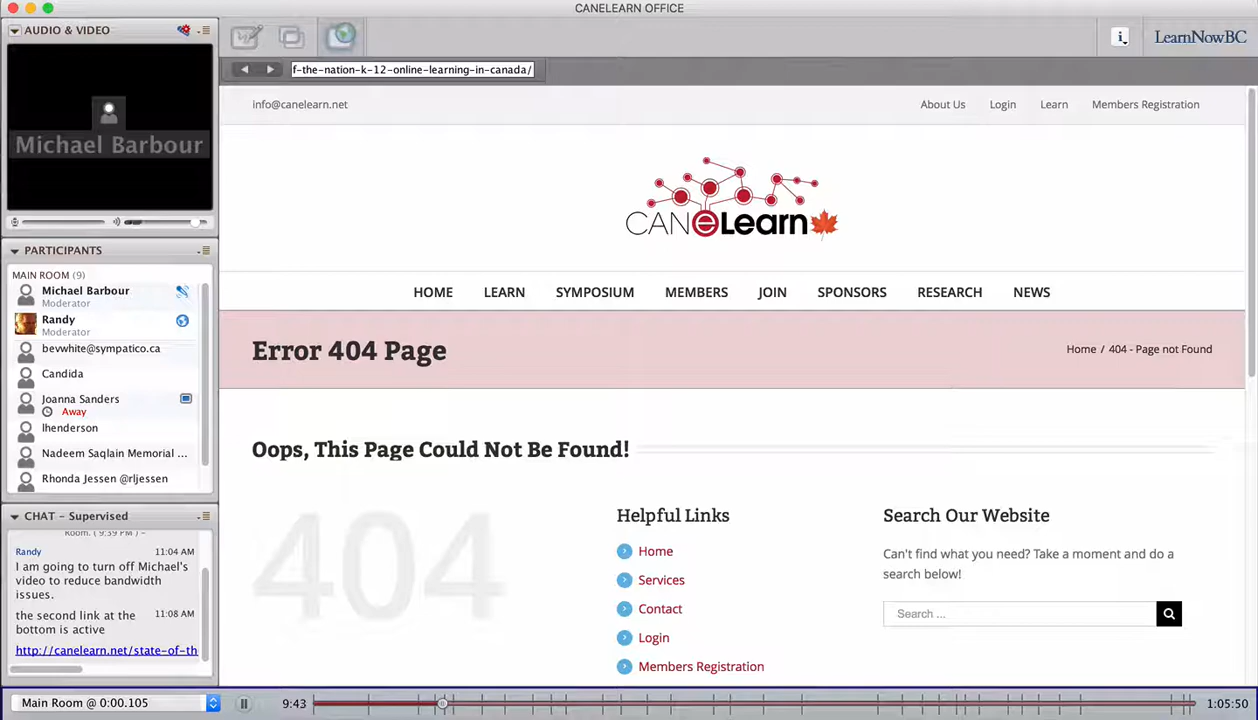 CANELEARN OFFICE
AUDIO & VIDEO
Michael Barbour
PARTICIPANTS
MAIN ROOM (9)
Michael Barbour
Moderator
Randy
Moderator
bevwhite@sympatico.ca
Candida
Joanna Sanders
Away
lhenderson
Nadeem Saqlain Memorial ...
Rhonda Jessen @rljessen
CHAT – Supervised
Room. ( 9:39 PM ) –
Randy 11:04 AM
I am going to turn off Michael's
video to reduce bandwidth
issues.
the second link at the 11:08 AM
bottom is active
http://canelearn.net/state-of-th
i
LearnNowBC
f-the-nation-k-12-online-learning-in-canada/
info@canelearn.net
About Us Login Learn Members Registration
CANeLearn
HOME LEARN SYMPOSIUM MEMBERS JOIN SPONSORS RESEARCH NEWS
Error 404 Page
Home / 404 - Page not Found
Oops, This Page Could Not Be Found!
404
Helpful Links
Home
Services
Contact
Login
Members Registration
Search Our Website
Can't find what you need? Take a moment and do a
search below!
Search ...
Main Room @ 0:00.105
9:43
1:05:50